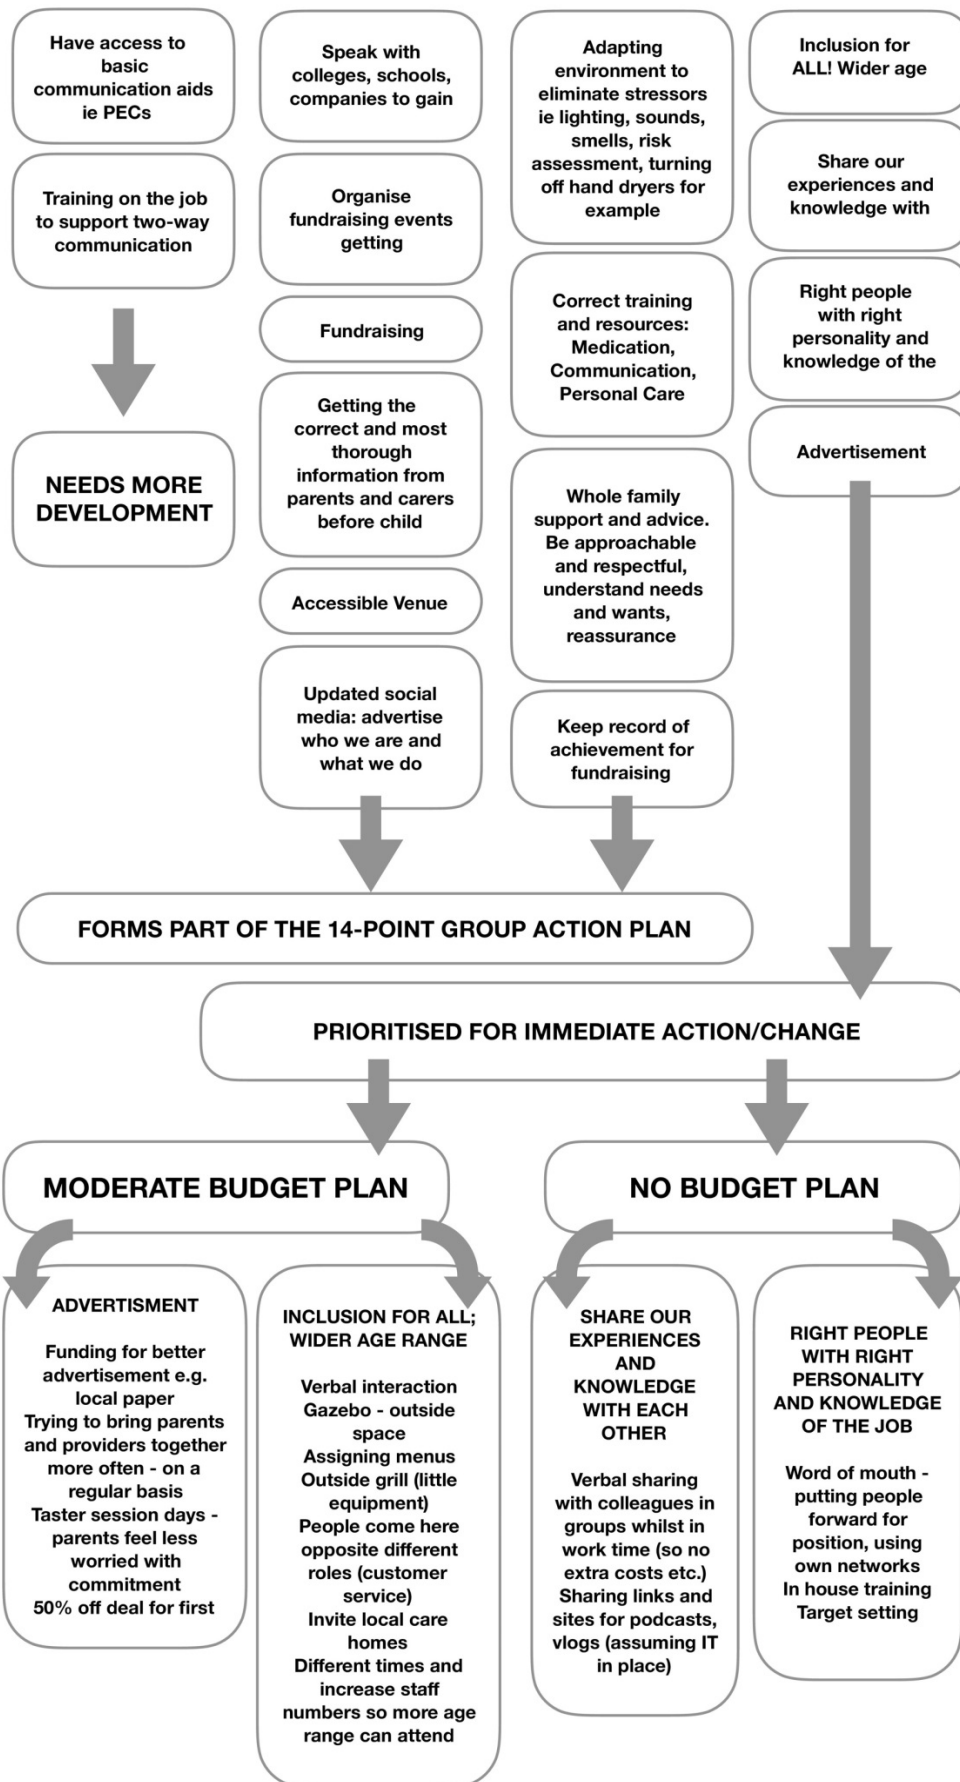 Have access to
basic
communication aids
ie PECs
Training on the job
to support two-way
communication
NEEDS MORE
DEVELOPMENT
Speak with
colleges, schools,
companies to gain
Organise
fundraising events
getting
Fundraising
Getting the
correct and most
thorough
information from
parents and carers
before child
Accessible Venue
Updated social
media: advertise
who we are and
what we do
Adapting
environment to
eliminate stressors
ie lighting, sounds,
smells, risk
assessment, turning
off hand dryers for
example
Correct training
and resources:
Medication,
Communication,
Personal Care
Whole family
support and advice.
Be approachable
and respectful,
understand needs
and wants,
reassurance
Keep record of
achievement for
fundraising
Inclusion for
ALL! Wider age
Share our
experiences and
knowledge with
Right people
with right
personality and
knowledge of the
Advertisement
FORMS PART OF THE 14-POINT GROUP ACTION PLAN
PRIORITISED FOR IMMEDIATE ACTION/CHANGE
MODERATE BUDGET PLAN
NO BUDGET PLAN
ADVERTISMENT
Funding for better
advertisement e.g.
local paper
Trying to bring parents
and providers together
more often - on a
regular basis
Taster session days -
parents feel less
worried with
commitment
50% off deal for first
INCLUSION FOR ALL;
WIDER AGE RANGE
Verbal interaction
Gazebo - outside
space
Assigning menus
Outside grill (little
equipment)
People come here
opposite different
roles (customer
service)
Invite local care
homes
Different times and
increase staff
numbers so more age
range can attend
SHARE OUR
EXPERIENCES
AND
KNOWLEDGE
WITH EACH
OTHER
Verbal sharing
with colleagues in
groups whilst in
work time (so no
extra costs etc.)
Sharing links and
sites for podcasts,
vlogs (assuming IT
in place)
RIGHT PEOPLE
WITH RIGHT
PERSONALITY
AND KNOWLEDGE
OF THE JOB
Word of mouth -
putting people
forward for
position, using
own networks
In house training
Target setting